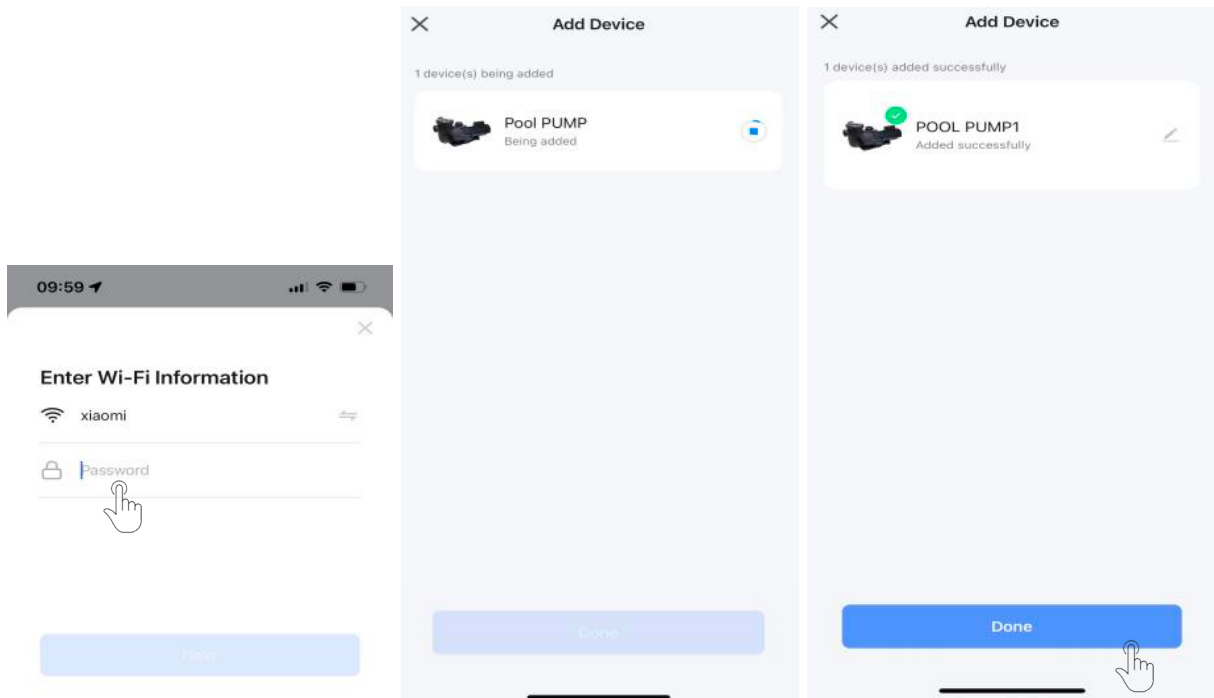 09:59
Enter Wi-Fi Information
xiaomi
Password
Next
Add Device
1 device(s) being added
Pool PUMP
Being added
Done
Add Device
1 device(s) added successfully
POOL PUMP1
Added successfully
Done